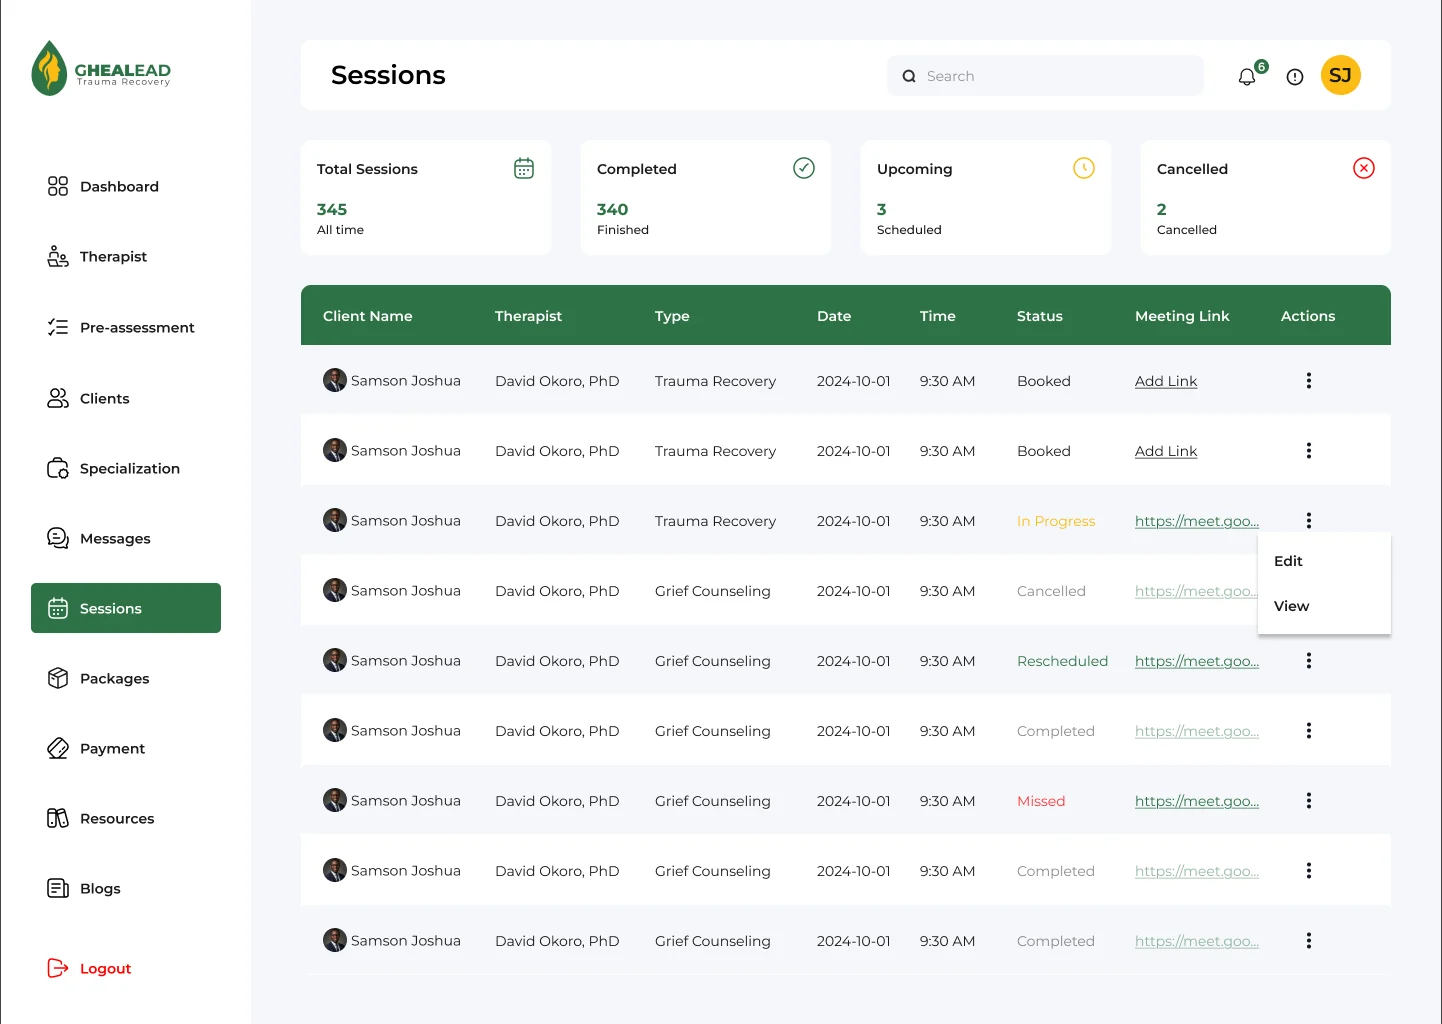 GHEALEAD
Trauma Recovery
Dashboard
Therapist
Pre-assessment
Clients
Specialization
Messages
Sessions
Packages
Payment
Resources
Blogs
Logout
Sessions
Search
6
SJ
Total Sessions
345
All time
Completed
340
Finished
Upcoming
3
Scheduled
Cancelled
2
Cancelled
Client Name Therapist Type Date Time Status Meeting Link Actions
Samson Joshua David Okoro, PhD Trauma Recovery 2024-10-01 9:30 AM Booked Add Link
Samson Joshua David Okoro, PhD Trauma Recovery 2024-10-01 9:30 AM Booked Add Link
Samson Joshua David Okoro, PhD Trauma Recovery 2024-10-01 9:30 AM In Progress https://meet.goo...
Edit
Samson Joshua David Okoro, PhD Grief Counseling 2024-10-01 9:30 AM Cancelled https://meet.goo...
View
Samson Joshua David Okoro, PhD Grief Counseling 2024-10-01 9:30 AM Rescheduled https://meet.goo...
Samson Joshua David Okoro, PhD Grief Counseling 2024-10-01 9:30 AM Completed https://meet.goo...
Samson Joshua David Okoro, PhD Grief Counseling 2024-10-01 9:30 AM Missed https://meet.goo...
Samson Joshua David Okoro, PhD Grief Counseling 2024-10-01 9:30 AM Completed https://meet.goo...
Samson Joshua David Okoro, PhD Grief Counseling 2024-10-01 9:30 AM Completed https://meet.goo...